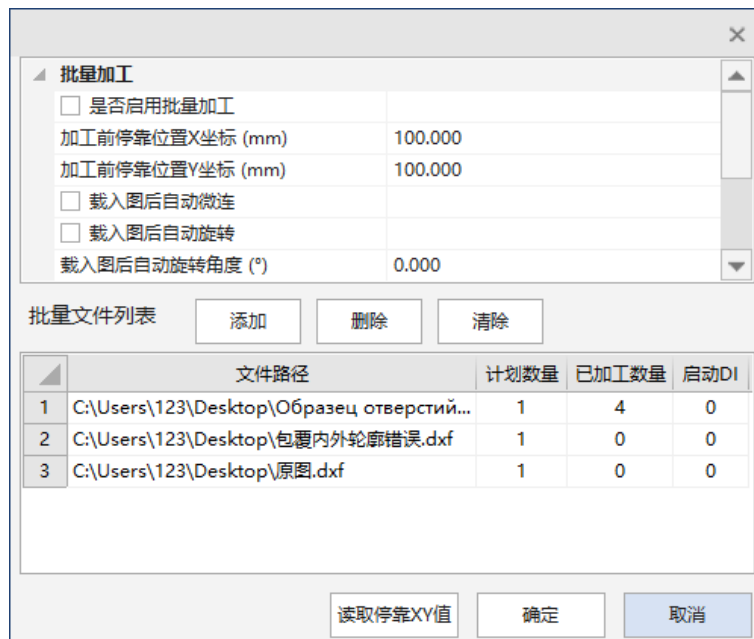 批量加工
是否启用批量加工
加工前停靠位置X坐标 (mm) 100.000
加工前停靠位置Y坐标 (mm) 100.000
载入图后自动微连
载入图后自动旋转
载入图后自动旋转角度 (°) 0.000
批量文件列表 添加 删除 清除
文件路径 计划数量 已加工数量 启动DI
1 C:\Users\123\Desktop\Образец отверстий... 1 4 0
2 C:\Users\123\Desktop\包覆内外轮廓错误.dxf 1 0 0
3 C:\Users\123\Desktop\原图.dxf 1 0 0
读取停靠XY值 确定 取消